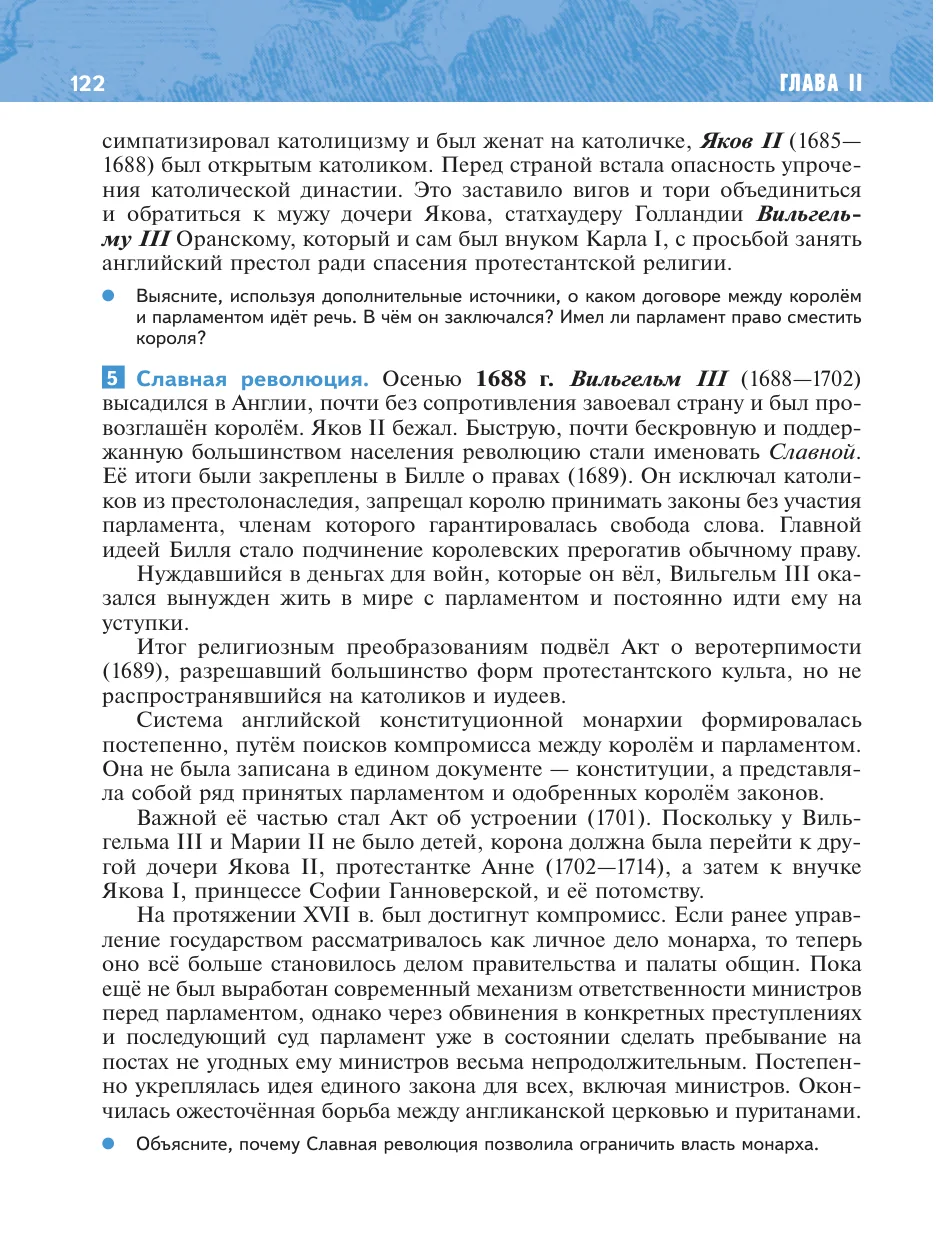 122
ГЛАВА II
симпатизировал католицизму и был женат на католичке, Яков II (1685—
1688) был открытым католиком. Перед страной встала опасность упроче-
ния католической династии. Это заставило вигов и тори объединиться
и обратиться к мужу дочери Якова, статхаудеру Голландии Вильгель-
му III Оранскому, который и сам был внуком Карла I, с просьбой занять
английский престол ради спасения протестантской религии.
Выясните, используя дополнительные источники, о каком договоре между королём
и парламентом идёт речь. В чём он заключался? Имел ли парламент право сместить
короля?
5 Славная революция. Осенью 1688 г. Вильгельм III (1688—1702)
высадился в Англии, почти без сопротивления завоевал страну и был про-
возглашён королём. Яков II бежал. Быструю, почти бескровную и поддер-
жанную большинством населения революцию стали именовать Славной.
Её итоги были закреплены в Билле о правах (1689). Он исключал католи-
ков из престолонаследия, запрещал королю принимать законы без участия
парламента, членам которого гарантировалась свобода слова. Главной
идеей Билля стало подчинение королевских прерогатив обычному праву.
Нуждавшийся в деньгах для войн, которые он вёл, Вильгельм III ока-
зался вынужден жить в мире с парламентом и постоянно идти ему на
уступки.
Итог религиозным преобразованиям подвёл Акт о веротерпимости
(1689), разрешавший большинство форм протестантского культа, но не
распространявшийся на католиков и иудеев.
Система английской конституционной монархии формировалась
постепенно, путём поисков компромисса между королём и парламентом.
Она не была записана в едином документе — конституции, а представля-
ла собой ряд принятых парламентом и одобренных королём законов.
Важной её частью стал Акт об устроении (1701). Поскольку у Виль-
гельма III и Марии II не было детей, корона должна была перейти к дру-
гой дочери Якова II, протестантке Анне (1702—1714), а затем к внучке
Якова I, принцессе Софии Ганноверской, и её потомству.
На протяжении XVII в. был достигнут компромисс. Если ранее управ-
ление государством рассматривалось как личное дело монарха, то теперь
оно всё больше становилось делом правительства и палаты общин. Пока
ещё не был выработан современный механизм ответственности министров
перед парламентом, однако через обвинения в конкретных преступлениях
и последующий суд парламент уже в состоянии сделать пребывание на
постах не угодных ему министров весьма непродолжительным. Постепен-
но укреплялась идея единого закона для всех, включая министров. Окон-
чилась ожесточённая борьба между англиканской церковью и пуританами.
Объясните, почему Славная революция позволила ограничить власть монарха.